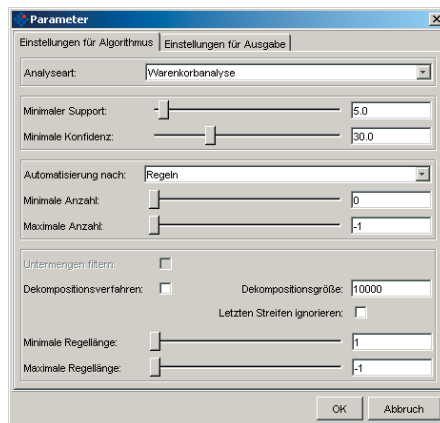 Parameter
Einstellungen für Algorithmus Einstellungen für Ausgabe
Analyseart: Warenkorbanalyse
Minimaler Support: 5.0
Minimale Konfidenz: 30.0
Automatisierung nach: Regeln
Minimale Anzahl: 0
Maximale Anzahl: -1
Untermengen filtern:
Dekompositionsverfahren: Dekompositionsgröße: 10000
Letzten Streifen ignorieren:
Minimale Regellänge: 1
Maximale Regellänge: -1
OK Abbruch